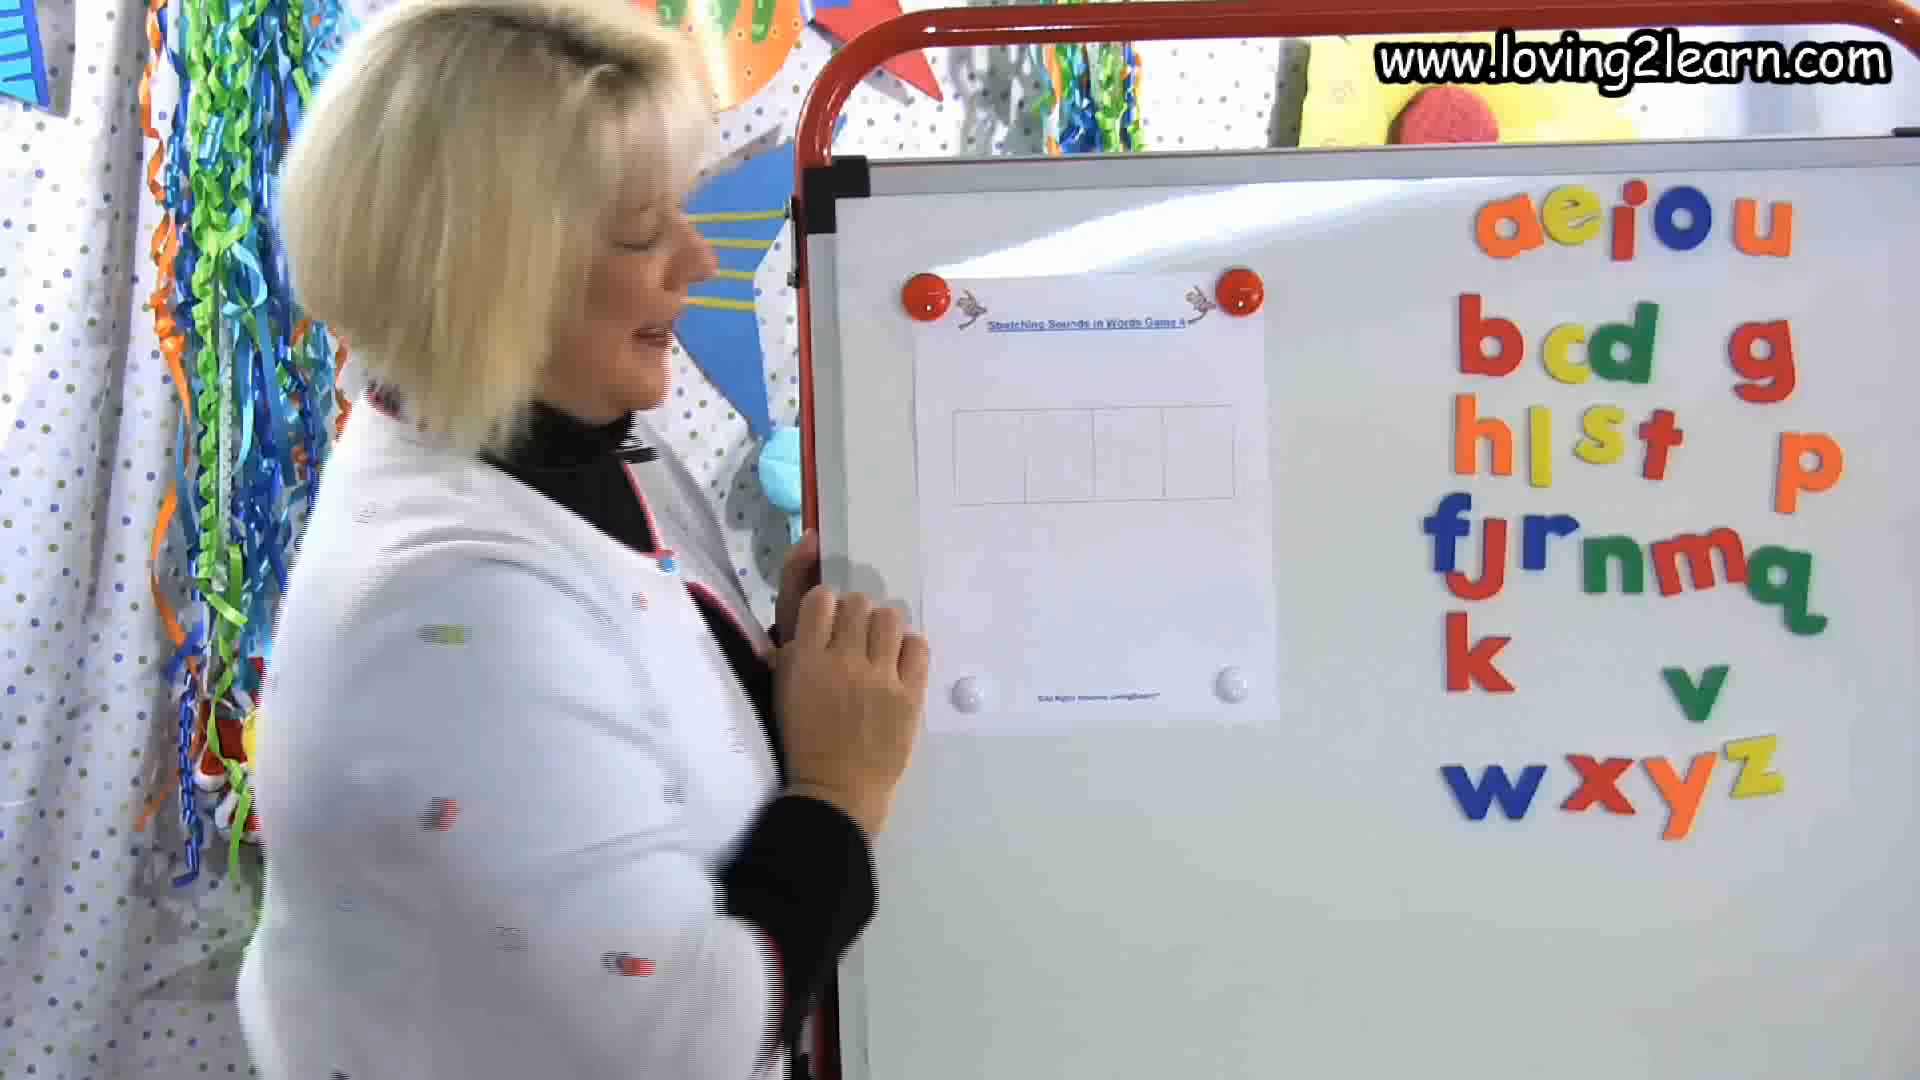 www.loving2learn.com
Stretching Sounds in Words Game 4
a e i o u
b c d g
h l s t p
f j r n m q
k v
w x y z